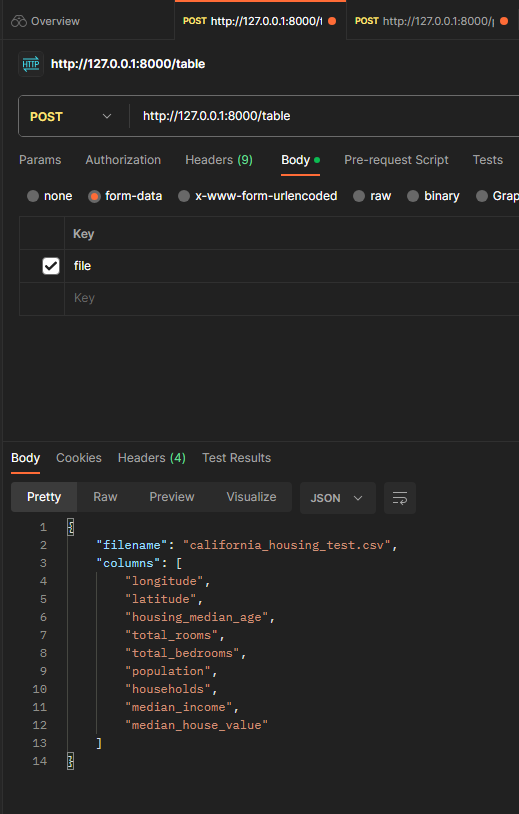 Overview
POST http://127.0.0.1:8000/t
POST http://127.0.0.1:8000/p
HTTP http://127.0.0.1:8000/table
POST http://127.0.0.1:8000/table
Params Authorization Headers (9) Body Pre-request Script Tests
none form-data x-www-form-urlencoded raw binary Grap
Key
file
Key
Body Cookies Headers (4) Test Results
Pretty Raw Preview Visualize JSON
1 {
2 "filename": "california_housing_test.csv",
3 "columns": [
4 "longitude",
5 "latitude",
6 "housing_median_age",
7 "total_rooms",
8 "total_bedrooms",
9 "population",
10 "households",
11 "median_income",
12 "median_house_value"
13 ]
14 }